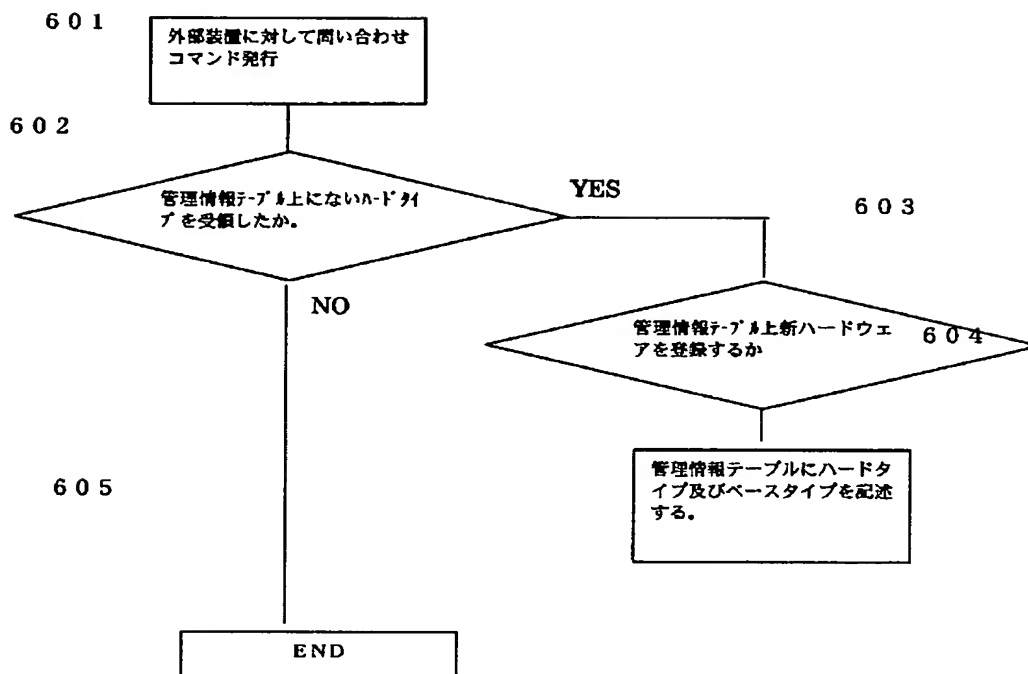 601
外部装置に対して問い合わせ
コマンド発行
602
管理情報テーブル上にないハードタイ
プを受領したか。
YES
603
NO
管理情報テーブル上新ハードウェ
アを登録するか
604
管理情報テーブルにハードタ
イプ及びベースタイプを記述
する。
605
END